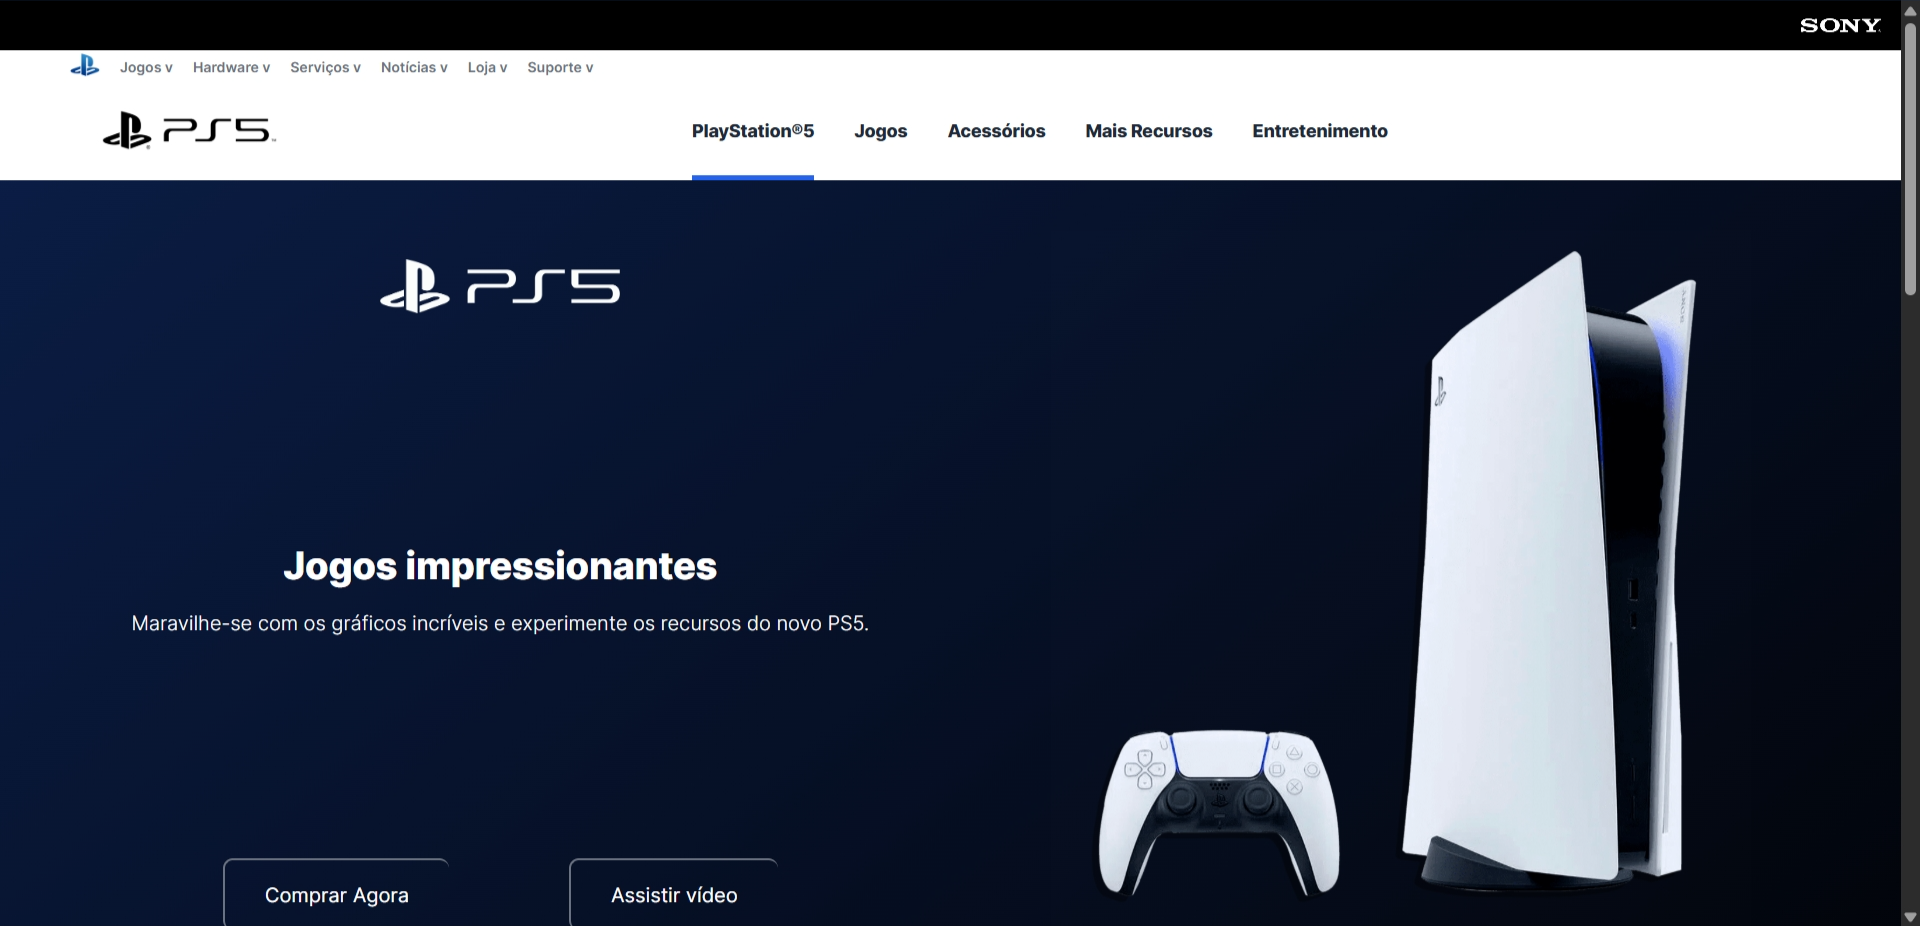 SONY
Jogos v Hardware v Serviços v Notícias v Loja v Suporte v
PS5 PlayStation®5 Jogos Acessórios Mais Recursos Entretenimento
PS5
Jogos impressionantes
Maravilhe-se com os gráficos incríveis e experimente os recursos do novo PS5.
Comprar Agora Assistir vídeo